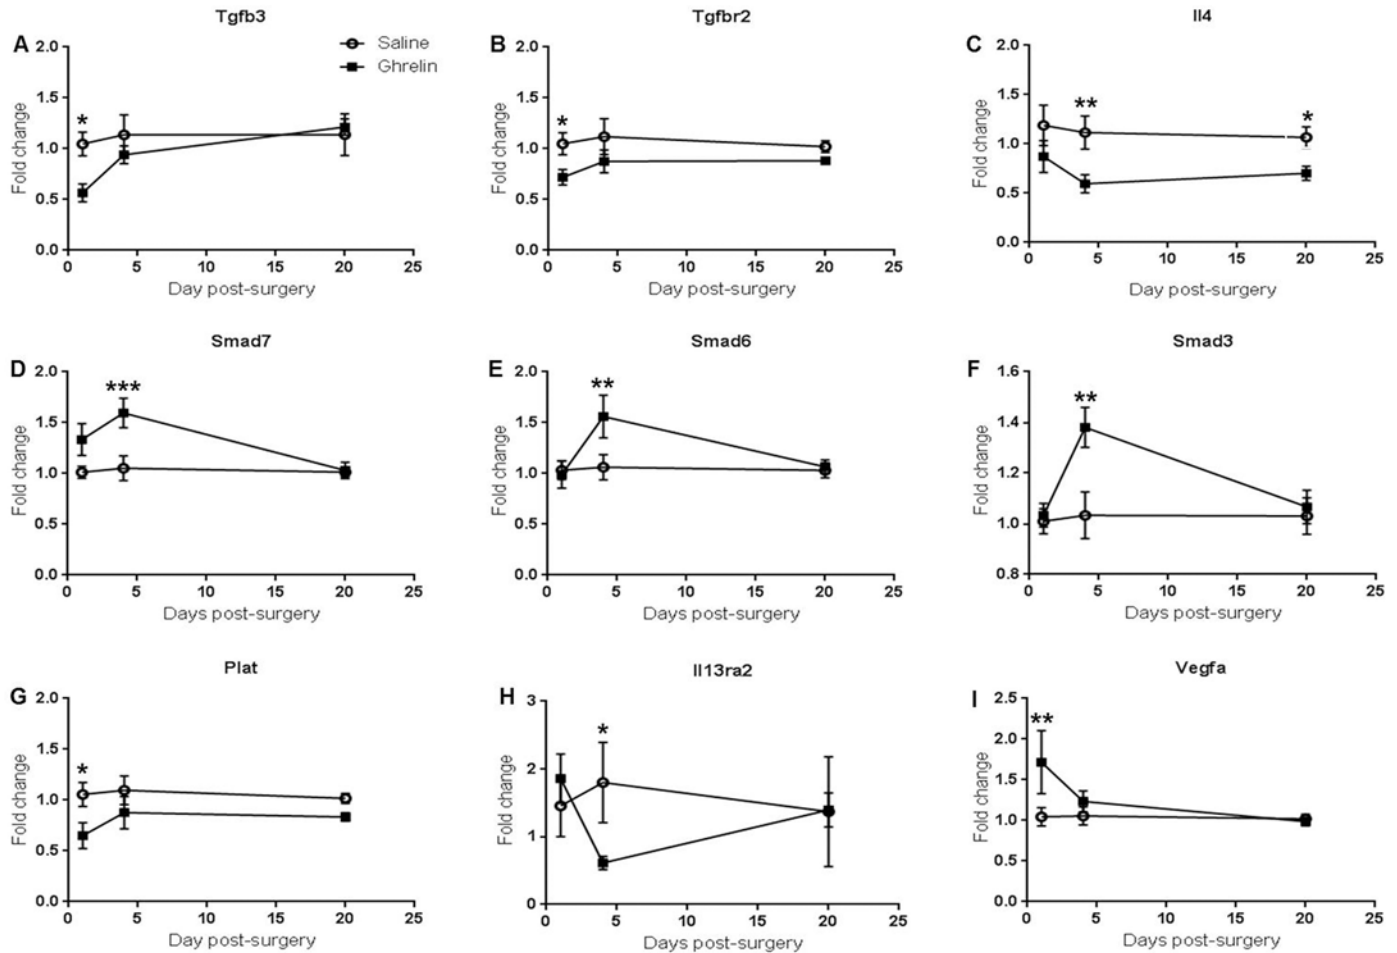 Tgfb3
A
2.0
1.5
1.0
0.5
0.0
Fold change
*
Saline
Ghrelin
0 5 10 15 20 25
Day post-surgery
Tgfbr2
B
2.0
1.5
1.0
0.5
0.0
Fold change
*
0 5 10 15 20 25
Day post-surgery
Il4
C
2.0
1.5
1.0
0.5
0.0
Fold change
**
*
0 5 10 15 20 25
Day post-surgery
Smad7
D
2.0
1.5
1.0
0.5
0.0
Fold change
***
0 5 10 15 20 25
Days post-surgery
Smad6
E
2.0
1.5
1.0
0.5
0.0
Fold change
**
0 5 10 15 20 25
Days post-surgery
Smad3
F
1.6
1.4
1.2
1.0
0.8
Fold change
**
0 5 10 15 20 25
Days post-surgery
Plat
G
2.0
1.5
1.0
0.5
0.0
Fold change
*
0 5 10 15 20 25
Day post-surgery
Il13ra2
H
3
2
1
0
Fold change
*
0 5 10 15 20 25
Days post-surgery
Vegfa
I
2.5
2.0
1.5
1.0
0.5
0.0
Fold change
**
0 5 10 15 20 25
Days post-surgery